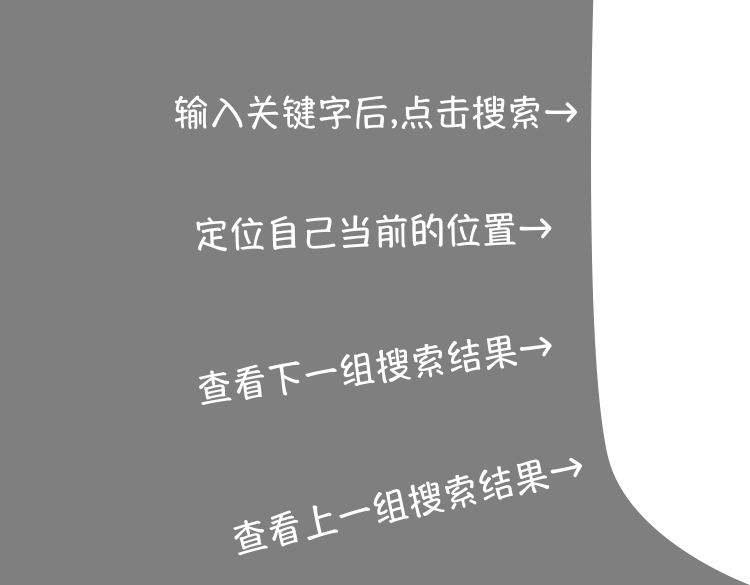 输入关键字后,点击搜索→
定位自己当前的位置→
查看下一组搜索结果→
查看上一组搜索结果→